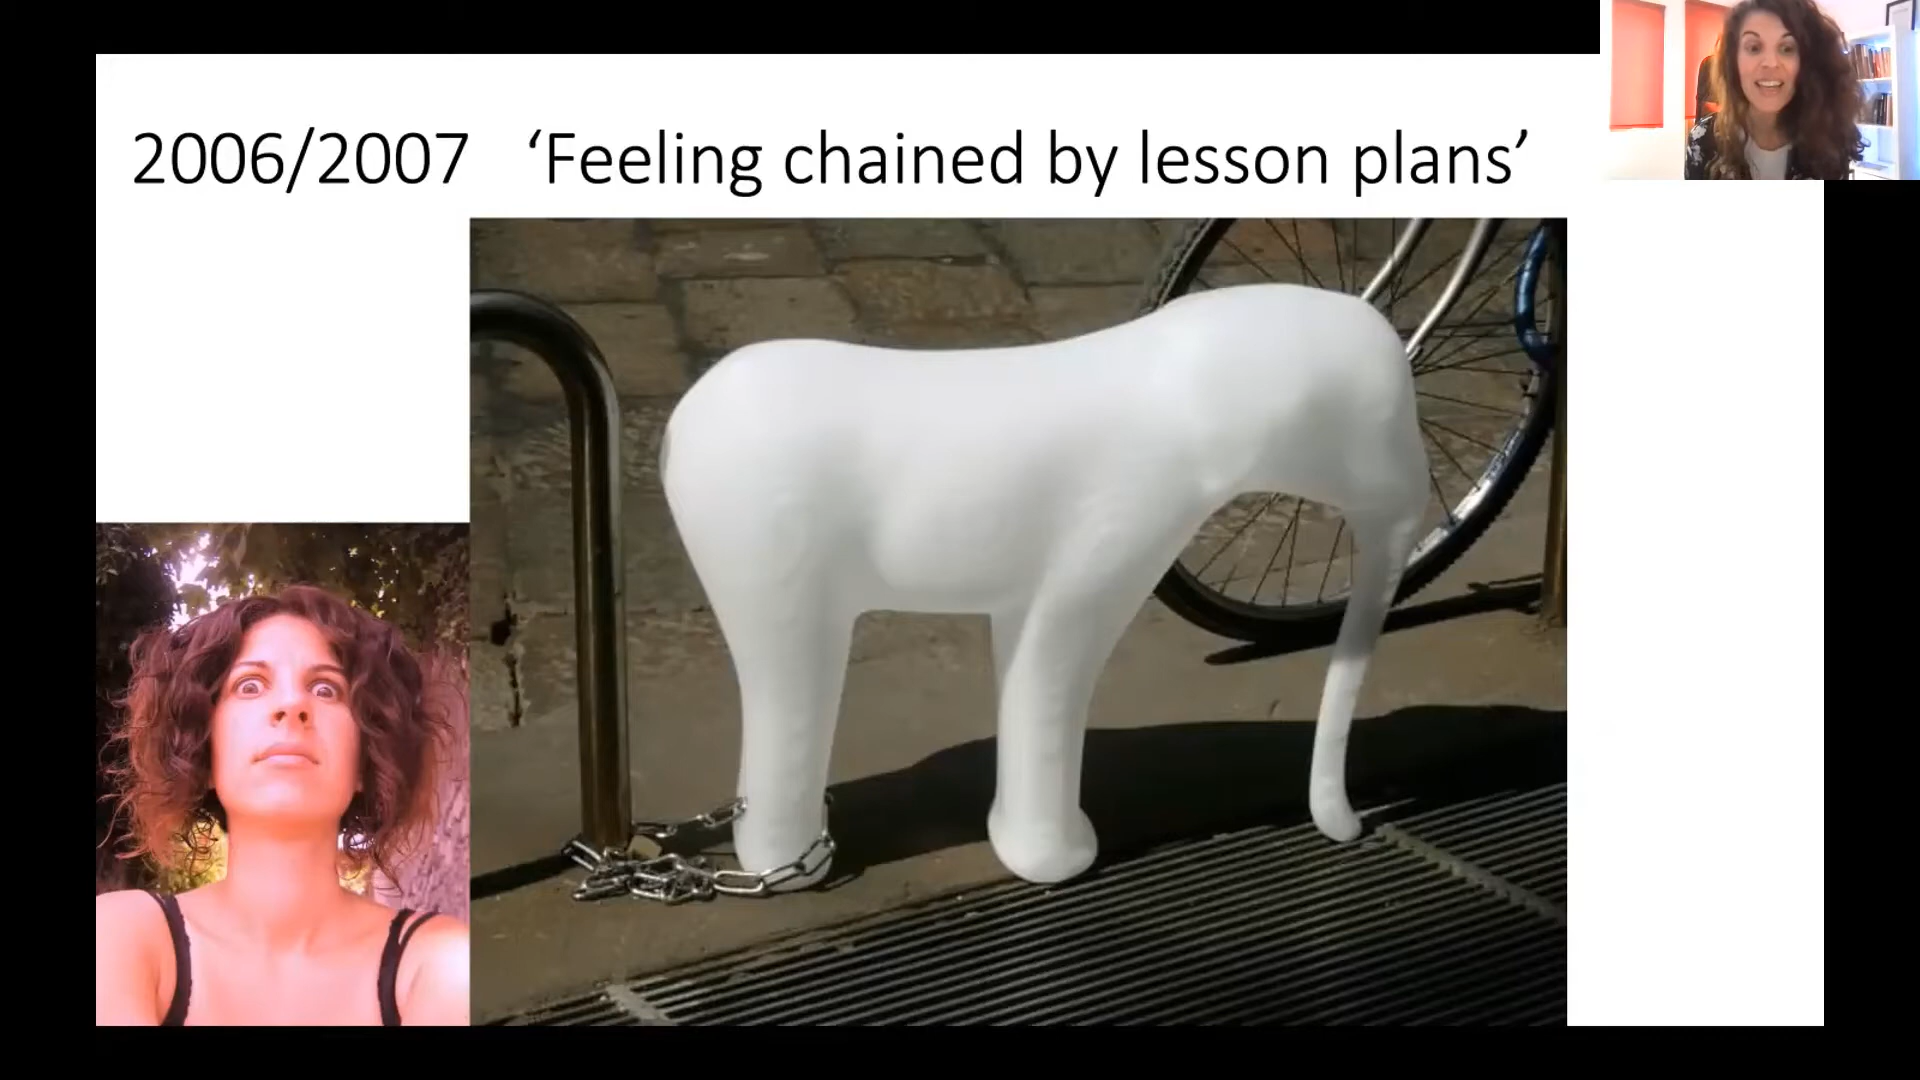 2006/2007 ‘Feeling chained by lesson plans’